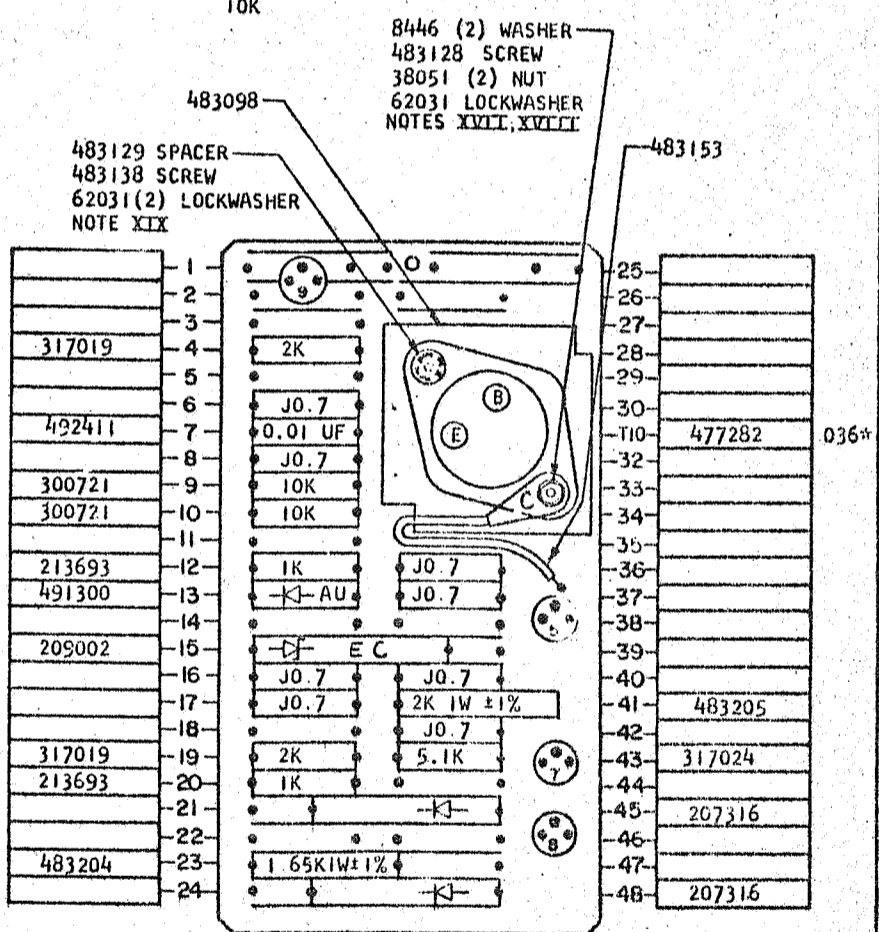 10K
8446 (2) WASHER
483128 SCREW
38051 (2) NUT
62031 LOCKWASHER
NOTES XVII, XVIII
483098
483153
483129 SPACER
483138 SCREW
62031(2) LOCKWASHER
NOTE XIX
1 9 O 25
2 26
3 27
317019 4 2K 28
5 29
6 J0.7 B 30
492411 7 0.01 UF E T10 477282 036*
8 J0.7 32
300721 9 10K C 33
300721 10 10K 34
11 35
213693 12 1K J0.7 36
491300 13 AU J0.7 37
14 38
209002 15 E C 39
16 J0.7 J0.7 40
17 J0.7 2K 1W ±1% 41 483205
18 J0.7 42
317019 19 2K 5.1K 7 43 317024
213693 20 1K 44
21 45 207316
22 8 46
483204 23 1.65K1W±1% 47
24 48 207316